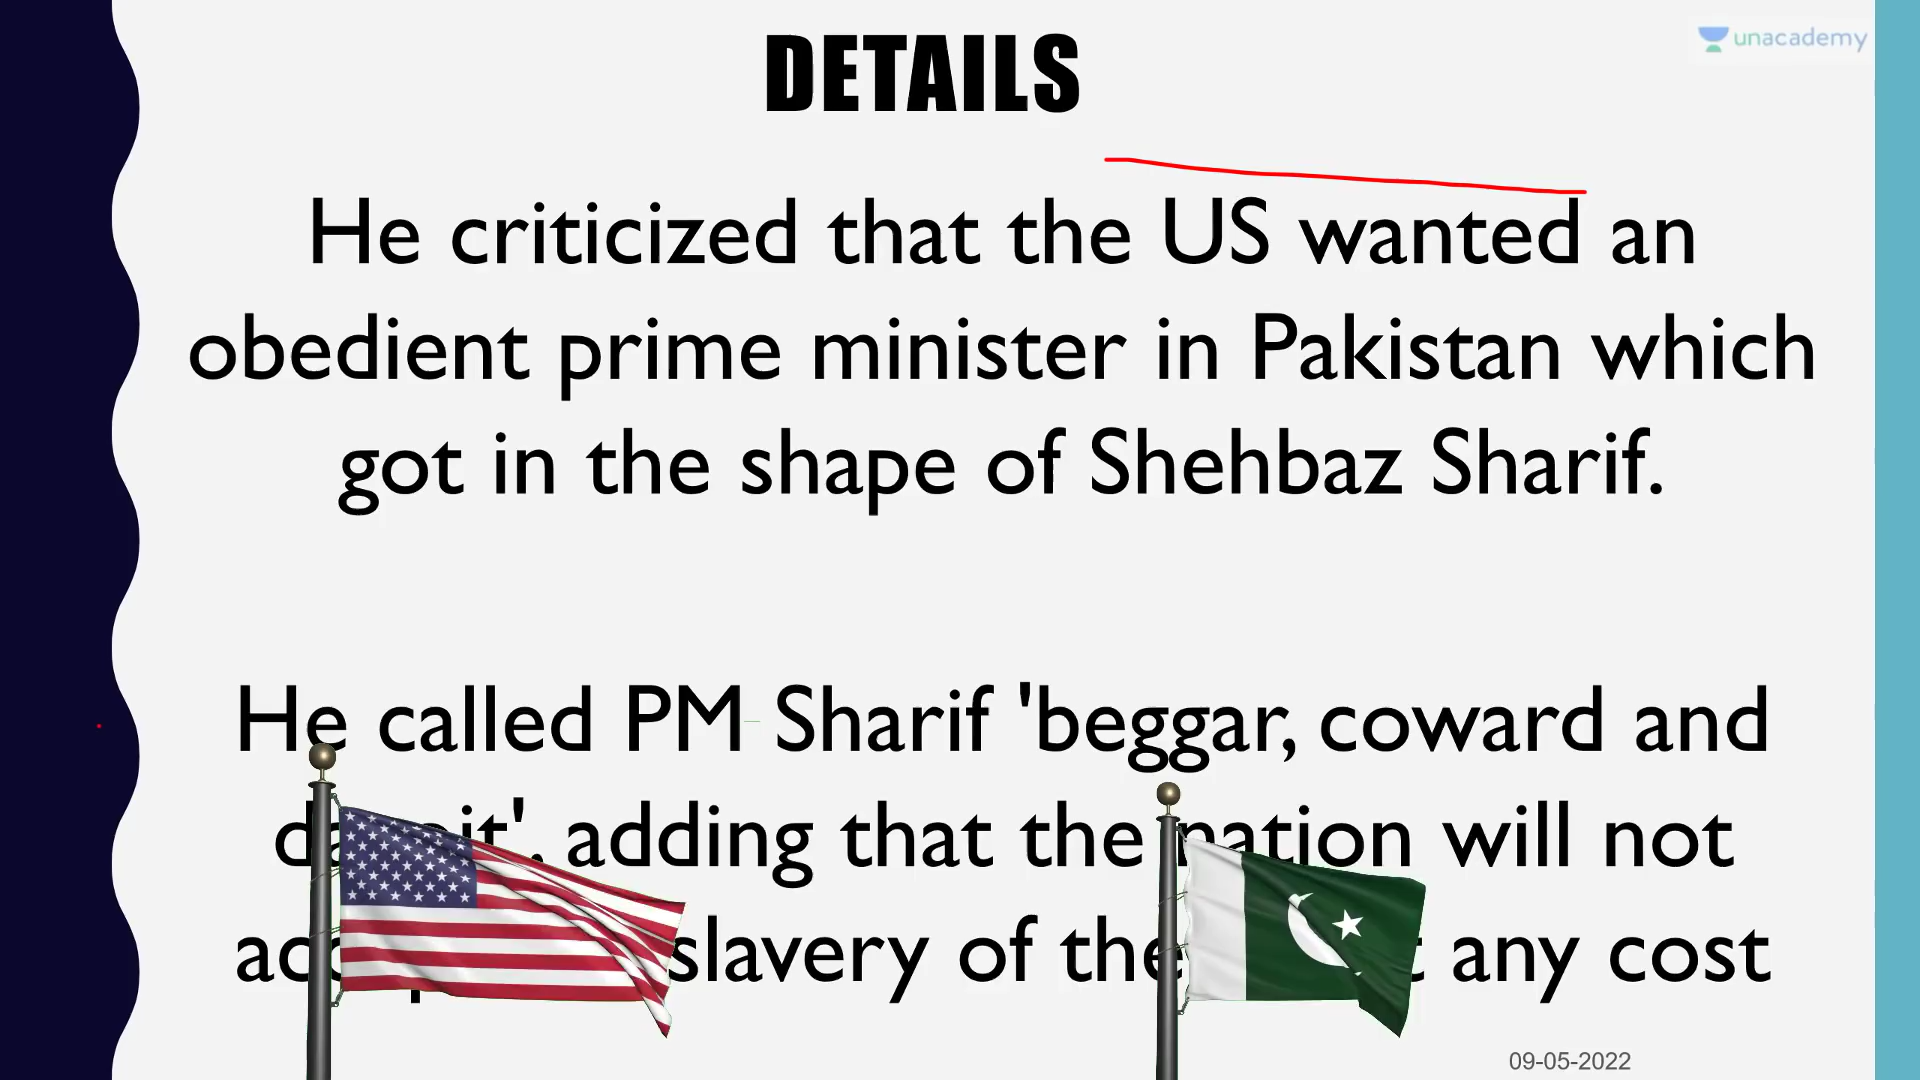 DETAILS
unacademy
He criticized that the US wanted an
obedient prime minister in Pakistan which
got in the shape of Shehbaz Sharif.
He called PM Sharif 'beggar, coward and
adding that the nation will not
slavery of the any cost
09-05-2022